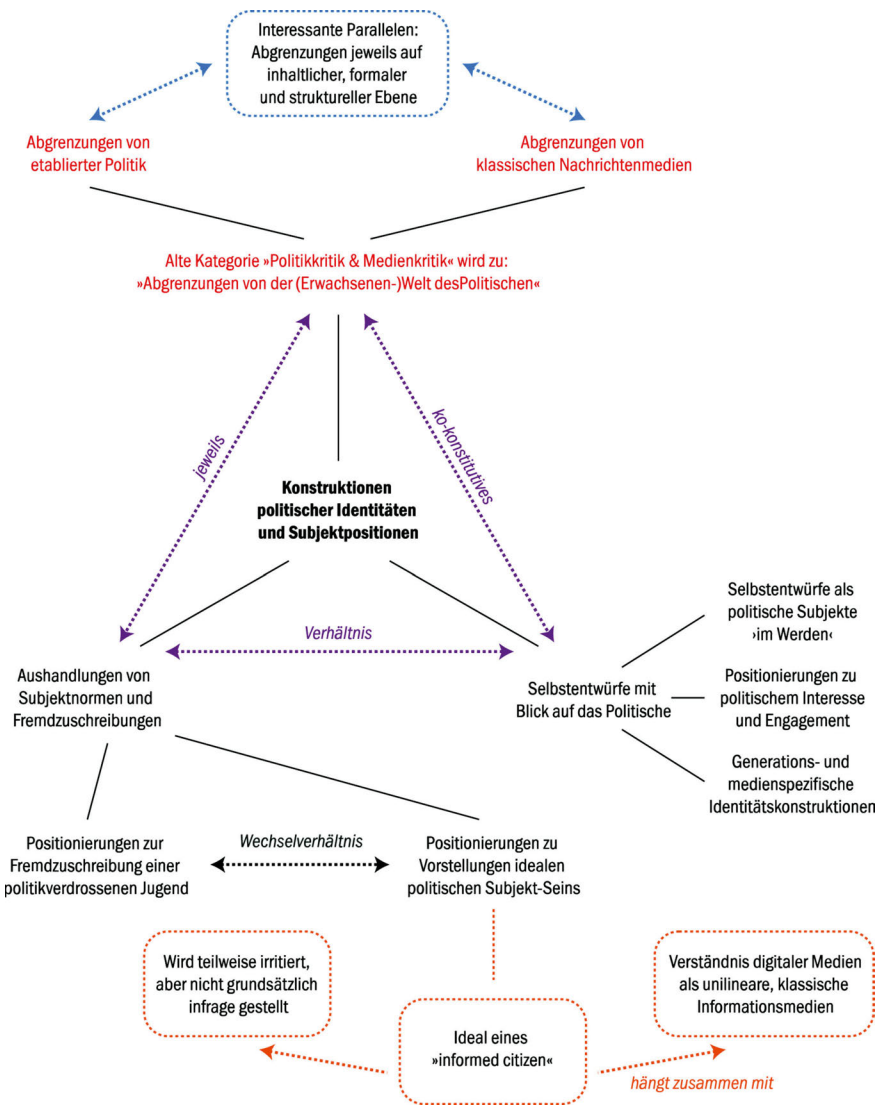 Interessante Parallelen:
Abgrenzungen jeweils auf
inhaltlicher, formaler
und struktureller Ebene
Abgrenzungen von
etablierter Politik
Abgrenzungen von
klassischen Nachrichtenmedien
Alte Kategorie »Politikkritik & Medienkritik« wird zu:
»Abgrenzungen von der (Erwachsenen-)Welt desPolitischen«
jeweils
ko-konstitutives
Konstruktionen
politischer Identitäten
und Subjektpositionen
Verhältnis
Aushandlungen von
Subjektnormen und
Fremdzuschreibungen
Selbstentwürfe mit
Blick auf das Politische
Selbstentwürfe als
politische Subjekte
›im Werden‹
Positionierungen zu
politischem Interesse
und Engagement
Generations- und
medienspezifische
Identitätskonstruktionen
Positionierungen zur
Fremdzuschreibung einer
politikverdrossenen Jugend
Wechselverhältnis
Positionierungen zu
Vorstellungen idealen
politischen Subjekt-Seins
Wird teilweise irritiert,
aber nicht grundsätzlich
infrage gestellt
Ideal eines
»informed citizen«
Verständnis digitaler Medien
als unilineare, klassische
Informationsmedien
hängt zusammen mit